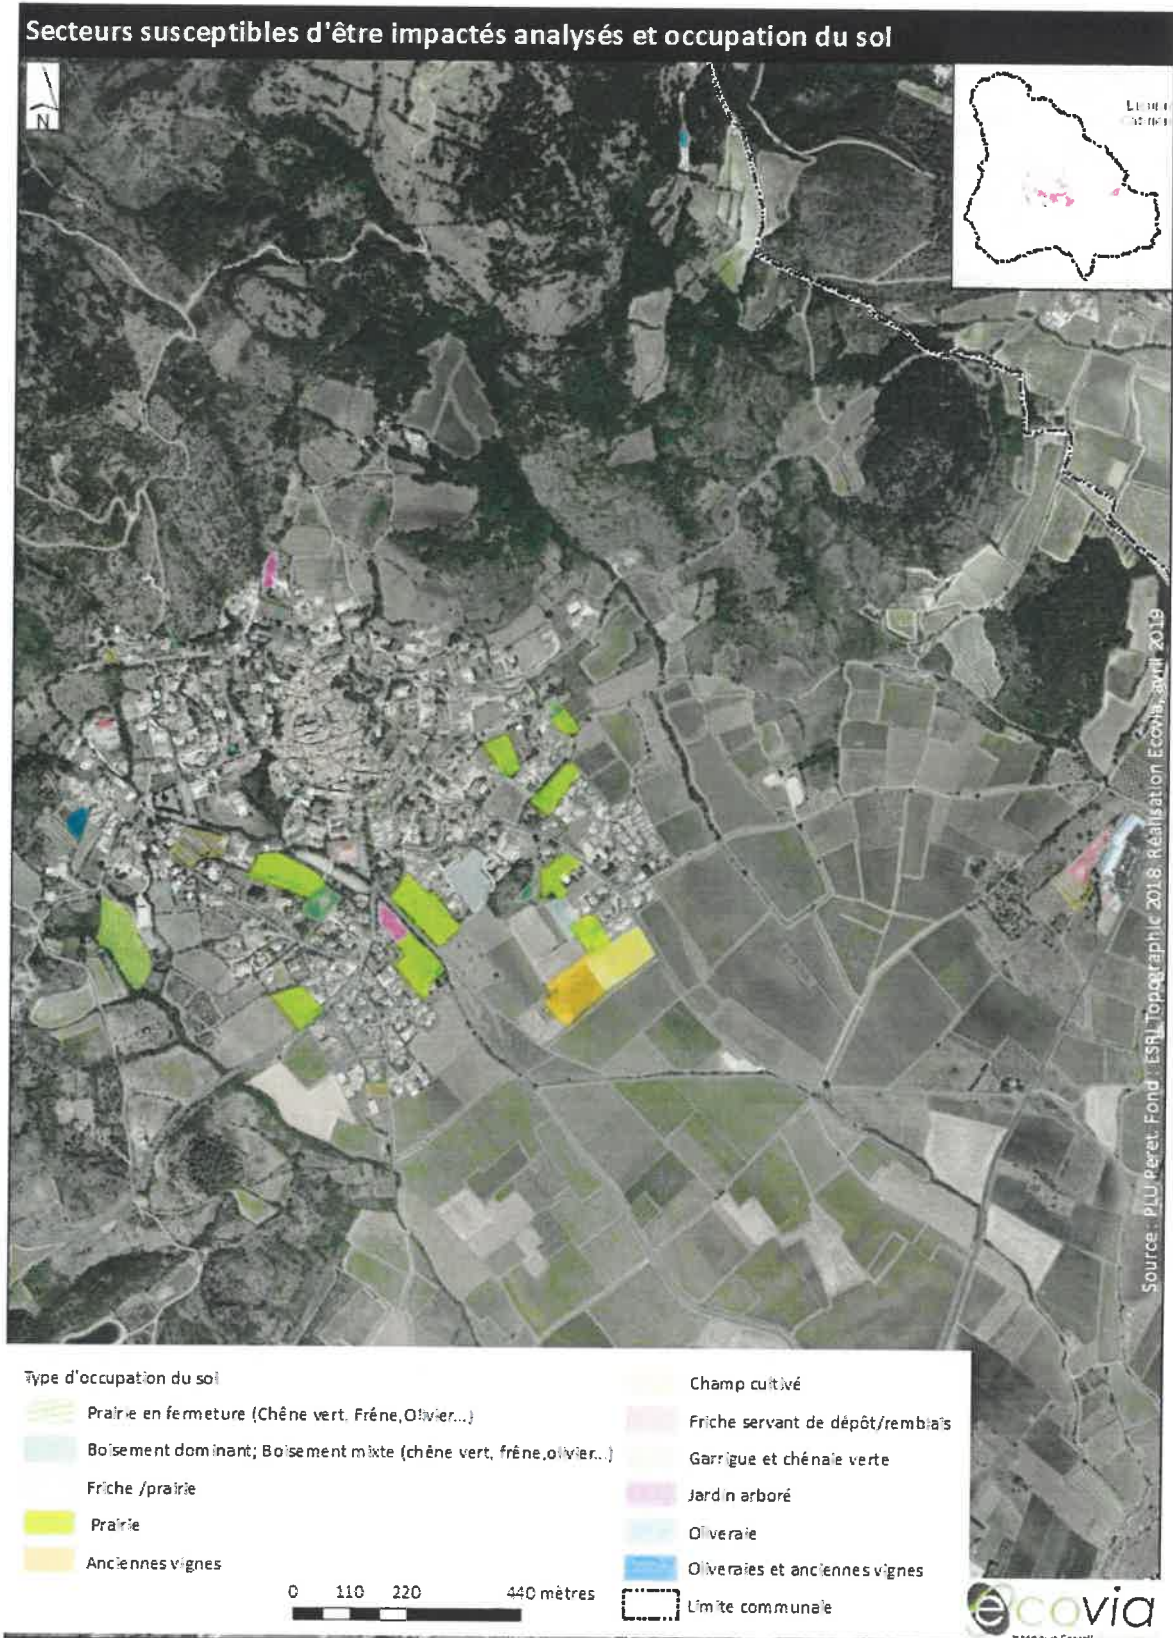 Secteurs susceptibles d'être impactés analysés et occupation du sol
N
Source : PLU Peret. Fond : ESRI Topographic 2018. Réalisation Ecovia, avril 2019
Type d'occupation du sol
Prairie en fermeture (Chêne vert, Frêne,Olivier...)
Boisement dominant; Boisement mixte (chêne vert, frêne,olivier...)
Friche /prairie
Prairie
Anciennes vignes
0 110 220 440 mètres
Champ cultivé
Friche servant de dépôt/remblais
Garrigue et chênaie verte
Jardin arboré
Oliveraie
Oliveraies et anciennes vignes
Limite communale
ecovia